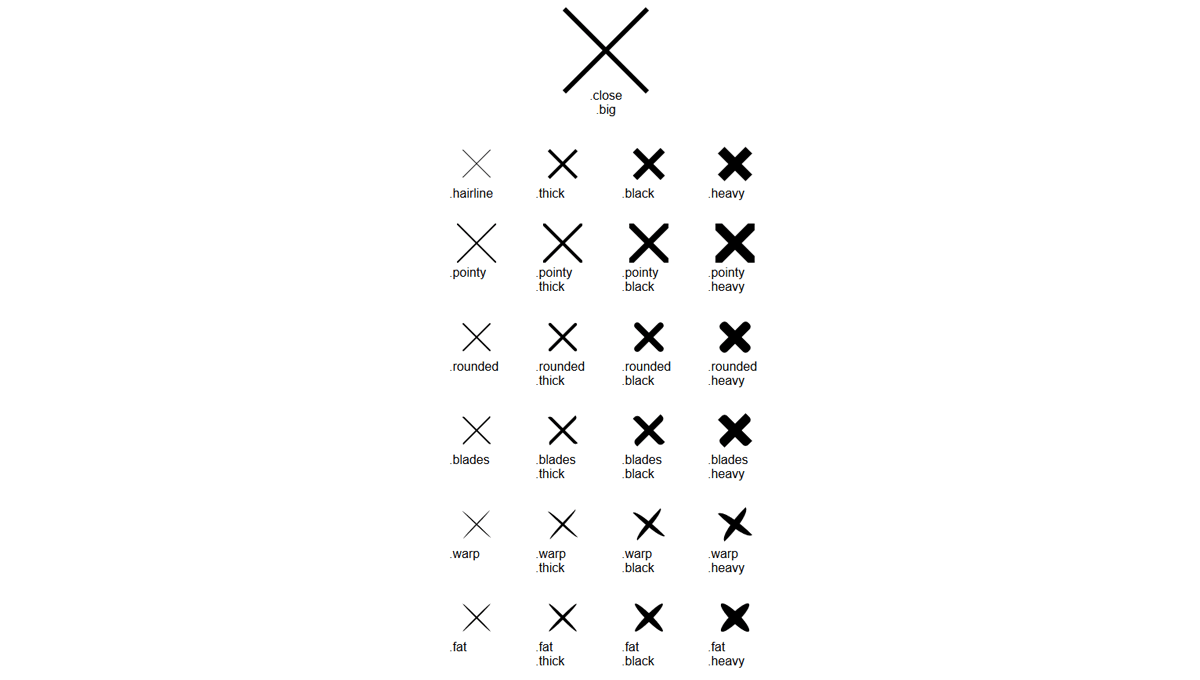 .close
.big
.hairline .thick .black .heavy
.pointy .pointy .pointy .pointy
.thick .black .heavy
.rounded .rounded .rounded .rounded
.thick .black .heavy
.blades .blades .blades .blades
.thick .black .heavy
.warp .warp .warp .warp
.thick .black .heavy
.fat .fat .fat .fat
.thick .black .heavy